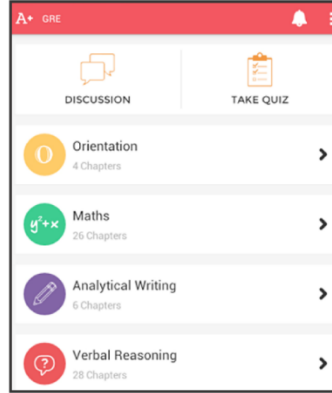 A+ GRE
DISCUSSION TAKE QUIZ
O
Orientation
4 Chapters
y²+x
Maths
26 Chapters
Analytical Writing
6 Chapters
?
Verbal Reasoning
28 Chapters